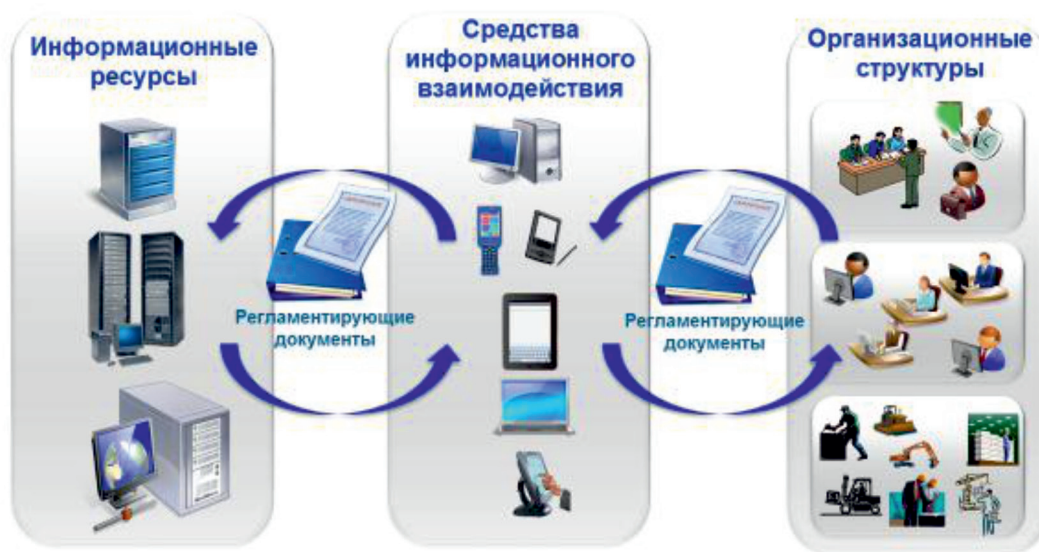 Информационные
ресурсы
Средства
информационного
взаимодействия
Организационные
структуры
Регламентирующие
документы
Регламентирующие
документы